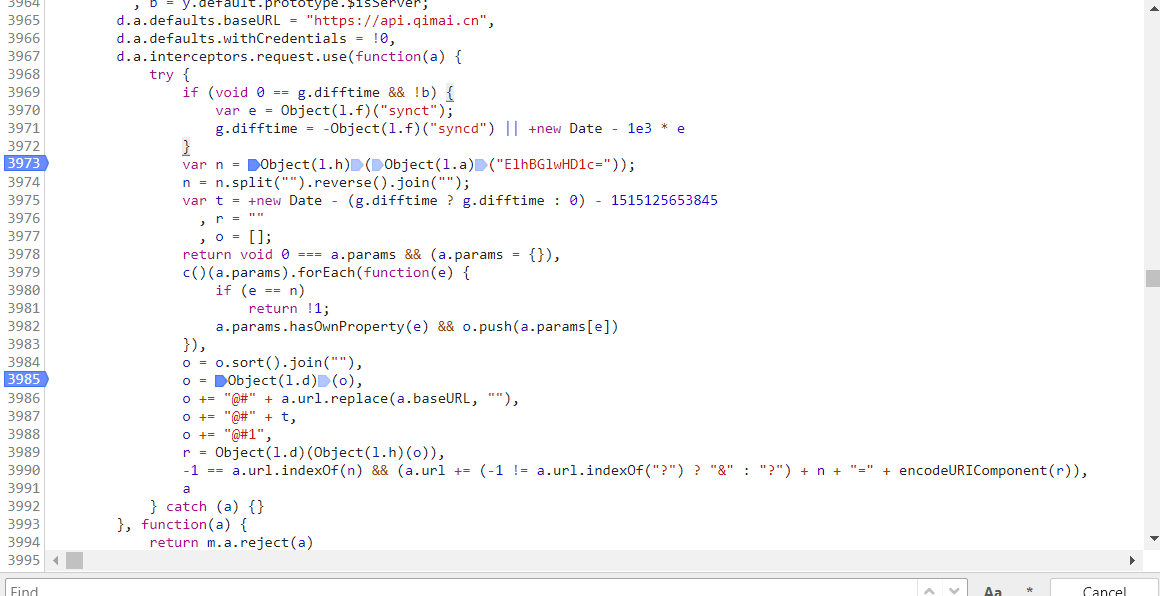 3964 , b = y.default.prototype.$isServer;
3965 d.a.defaults.baseURL = "https://api.qimai.cn",
3966 d.a.defaults.withCredentials = !0,
3967 d.a.interceptors.request.use(function(a) {
3968 try {
3969 if (void 0 == g.difftime && !b) {
3970 var e = Object(l.f)("synct");
3971 g.difftime = -Object(l.f)("syncd") || +new Date - 1e3 * e
3972 }
3973 var n = Object(l.h)(Object(l.a)("ElhBGlwHD1c="));
3974 n = n.split("").reverse().join("");
3975 var t = +new Date - (g.difftime ? g.difftime : 0) - 1515125653845
3976 , r = ""
3977 , o = [];
3978 return void 0 === a.params && (a.params = {}),
3979 c()(a.params).forEach(function(e) {
3980 if (e == n)
3981 return !1;
3982 a.params.hasOwnProperty(e) && o.push(a.params[e])
3983 }),
3984 o = o.sort().join(""),
3985 o = Object(l.d)(o),
3986 o += "@#" + a.url.replace(a.baseURL, ""),
3987 o += "@#" + t,
3988 o += "@#1",
3989 r = Object(l.d)(Object(l.h)(o)),
3990 -1 == a.url.indexOf(n) && (a.url += (-1 != a.url.indexOf("?") ? "&" : "?") + n + "=" + encodeURIComponent(r)),
3991 a
3992 } catch (a) {}
3993 }, function(a) {
3994 return m.a.reject(a)
3995
Find Aa .* Cancel